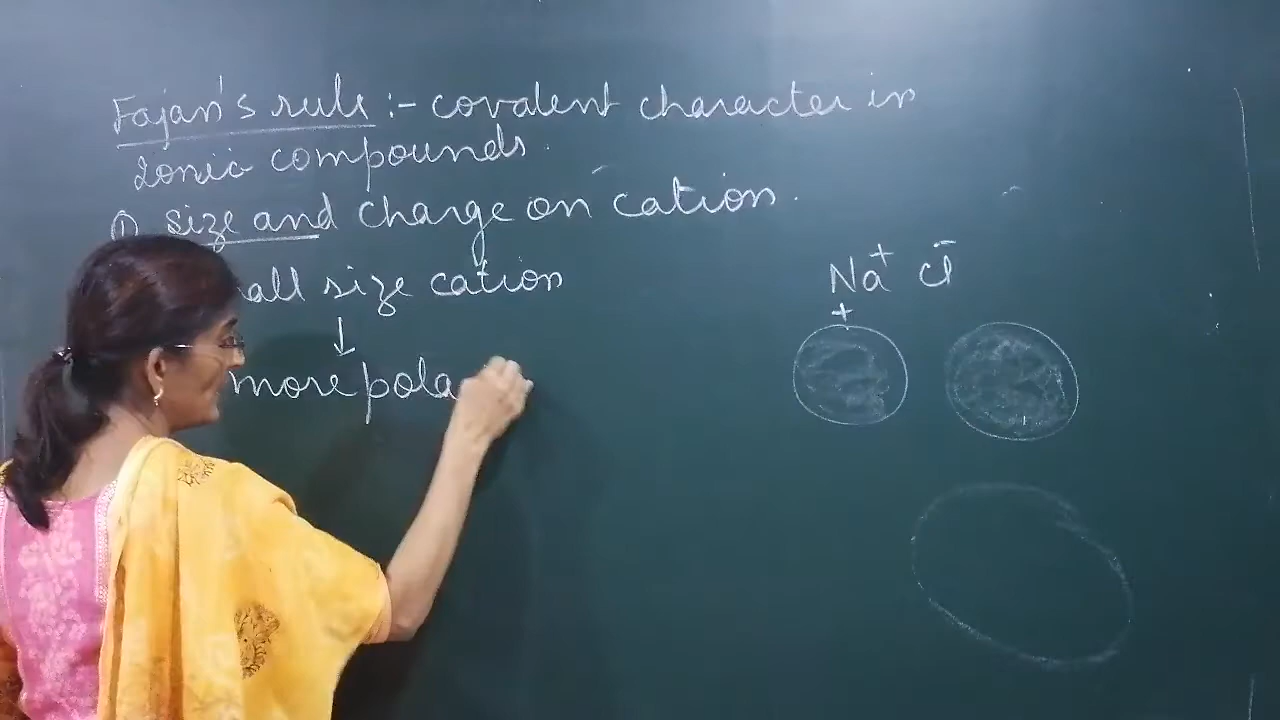 Fajan's rule :- covalent character in
Ionic compounds.
① size and charge on cation.
all size cation
↓
more pola
Na⁺ Cl⁻
+